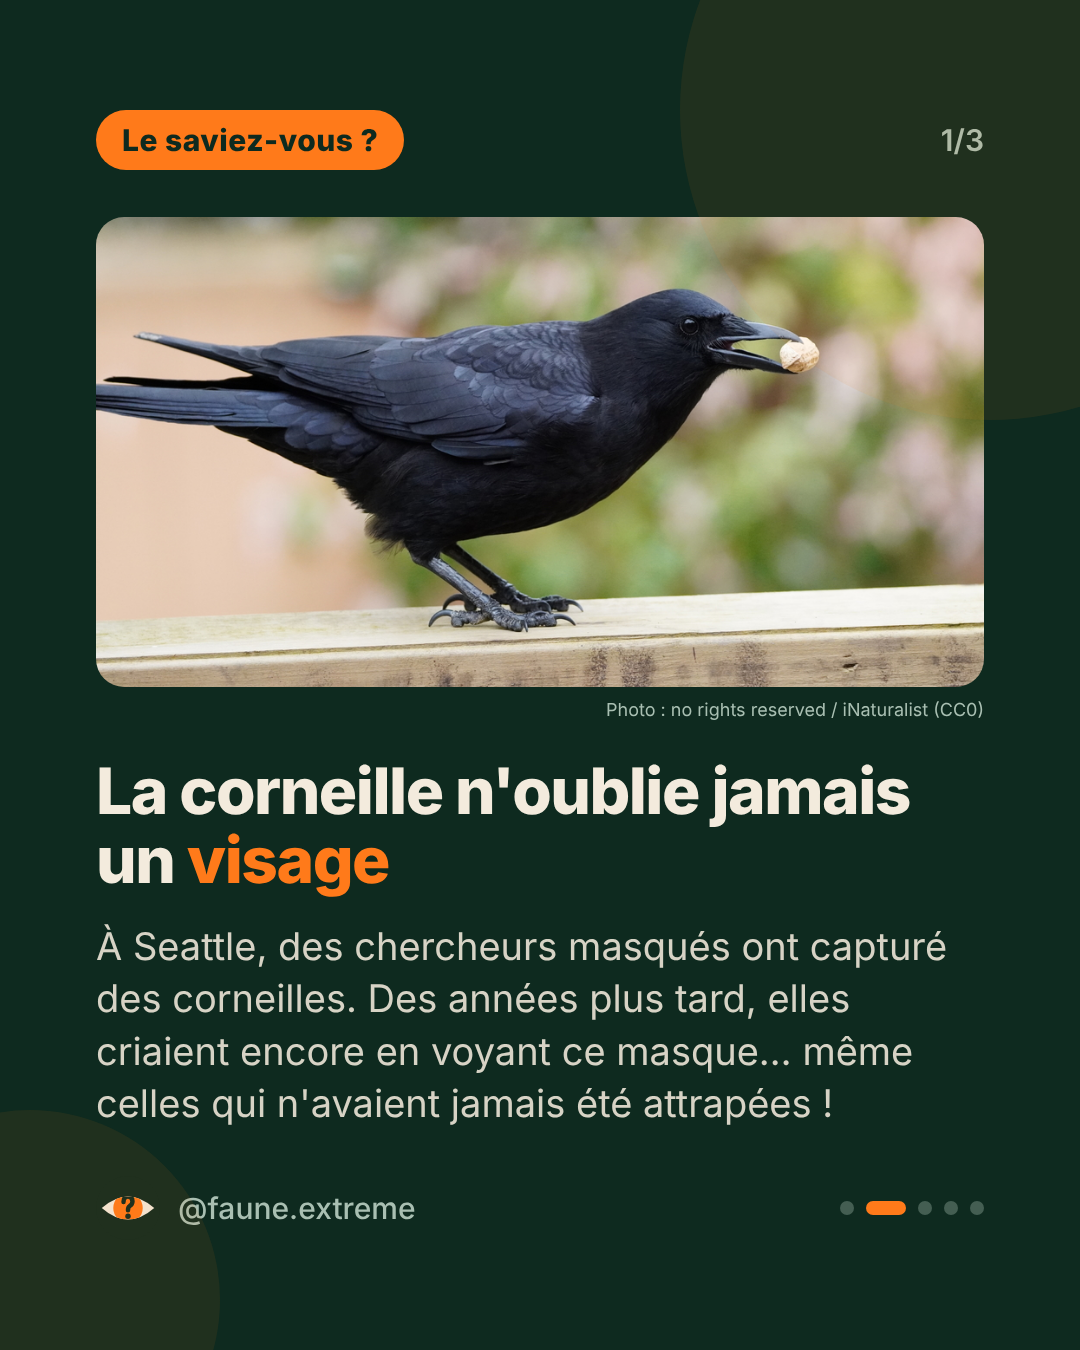 Le saviez-vous ?
1/3
Photo : no rights reserved / iNaturalist (CC0)
La corneille n'oublie jamais
un visage
À Seattle, des chercheurs masqués ont capturé
des corneilles. Des années plus tard, elles
criaient encore en voyant ce masque... même
celles qui n'avaient jamais été attrapées !
?
@faune.extreme